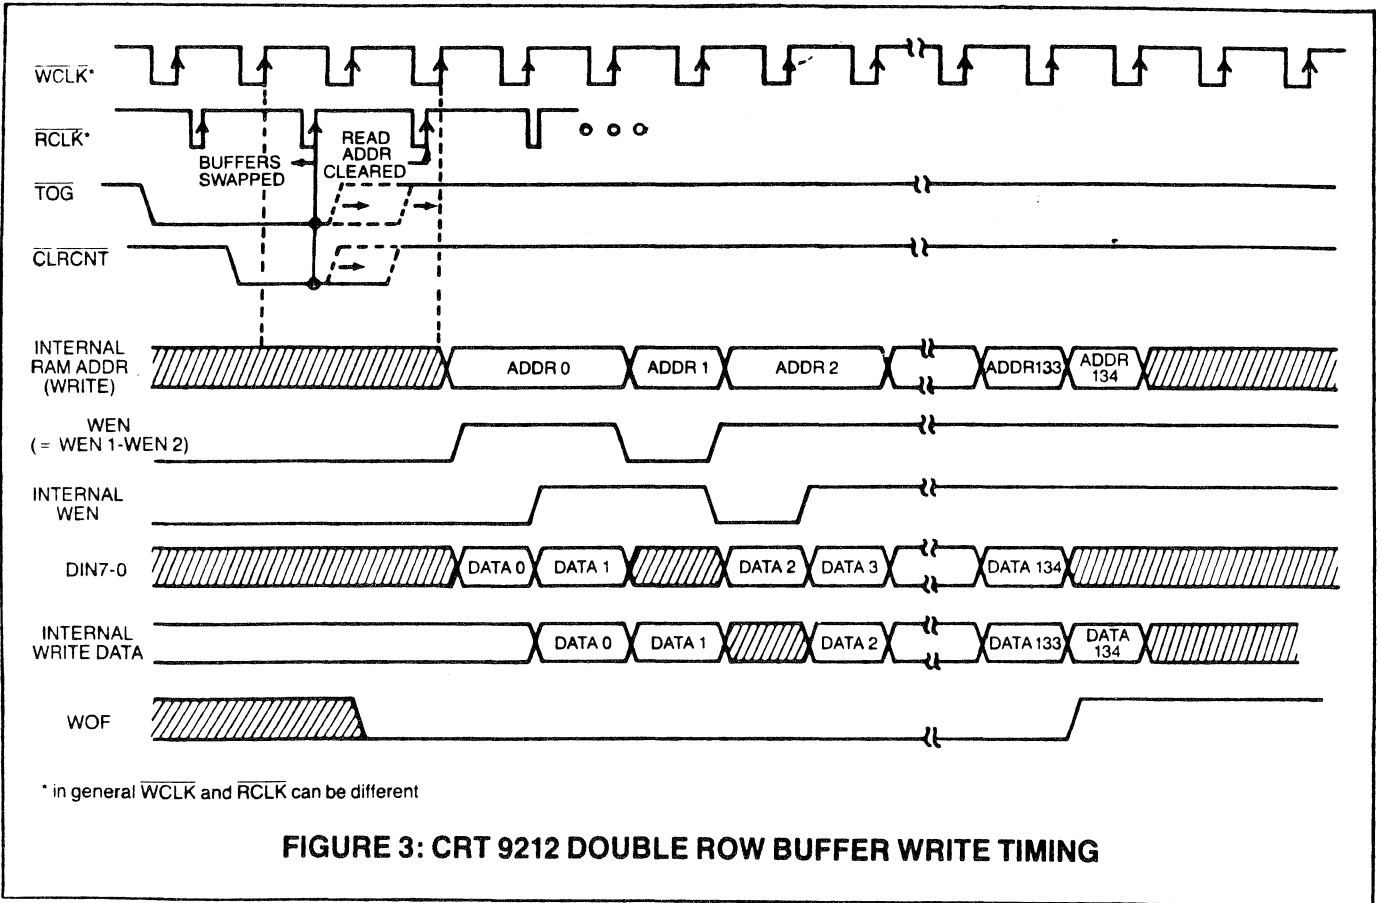 WCLK*
RCLK*
BUFFERS
SWAPPED
READ
ADDR
CLEARED
TOG
CLRCNT
INTERNAL
RAM ADDR
(WRITE)
ADDR 0
ADDR 1
ADDR 2
ADDR133
ADDR
134
WEN
(= WEN 1-WEN 2)
INTERNAL
WEN
DIN7-0
DATA 0
DATA 1
DATA 2
DATA 3
DATA 134
INTERNAL
WRITE DATA
DATA 0
DATA 1
DATA 2
DATA 133
DATA
134
WOF
* in general WCLK and RCLK can be different
FIGURE 3: CRT 9212 DOUBLE ROW BUFFER WRITE TIMING